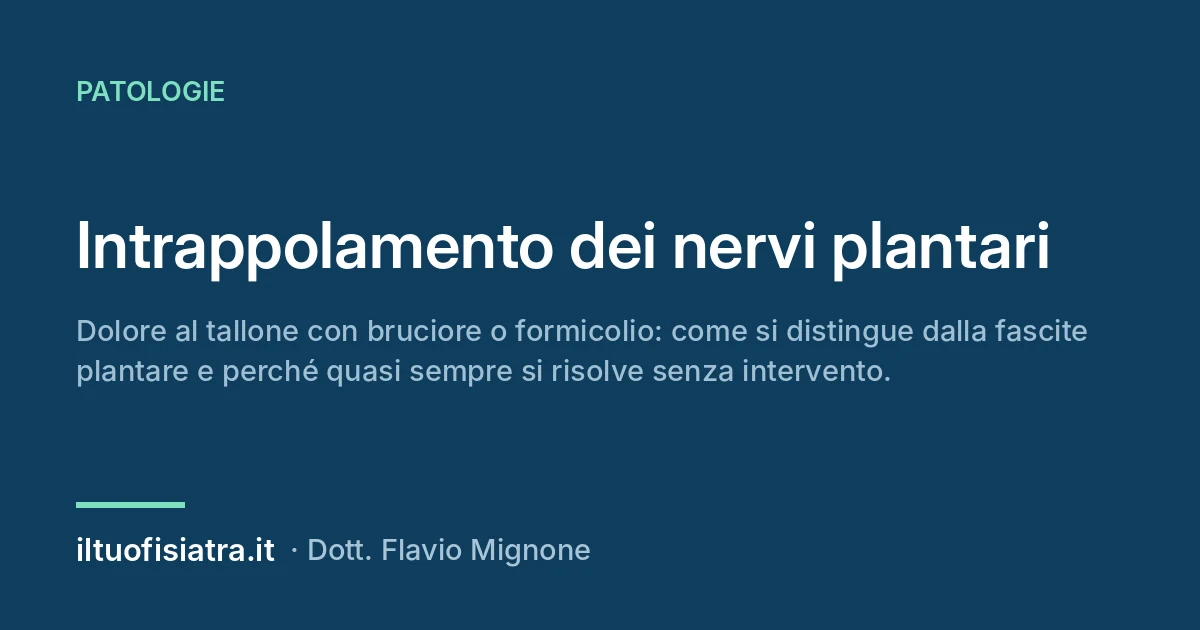 PATOLOGIE
Intrappolamento dei nervi plantari
Dolore al tallone con bruciore o formicolio: come si distingue dalla fascite
plantare e perché quasi sempre si risolve senza intervento.
iltuofisiatra.it · Dott. Flavio Mignone